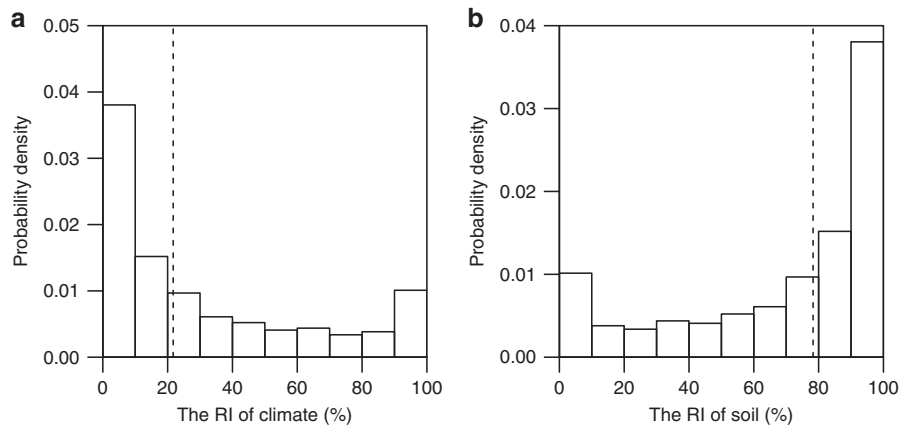 a
0.05
0.04
0.03
0.02
0.01
0.00
Probability density
0 20 40 60 80 100
The RI of climate (%)
b
0.04
0.03
0.02
0.01
0.00
Probability density
0 20 40 60 80 100
The RI of soil (%)